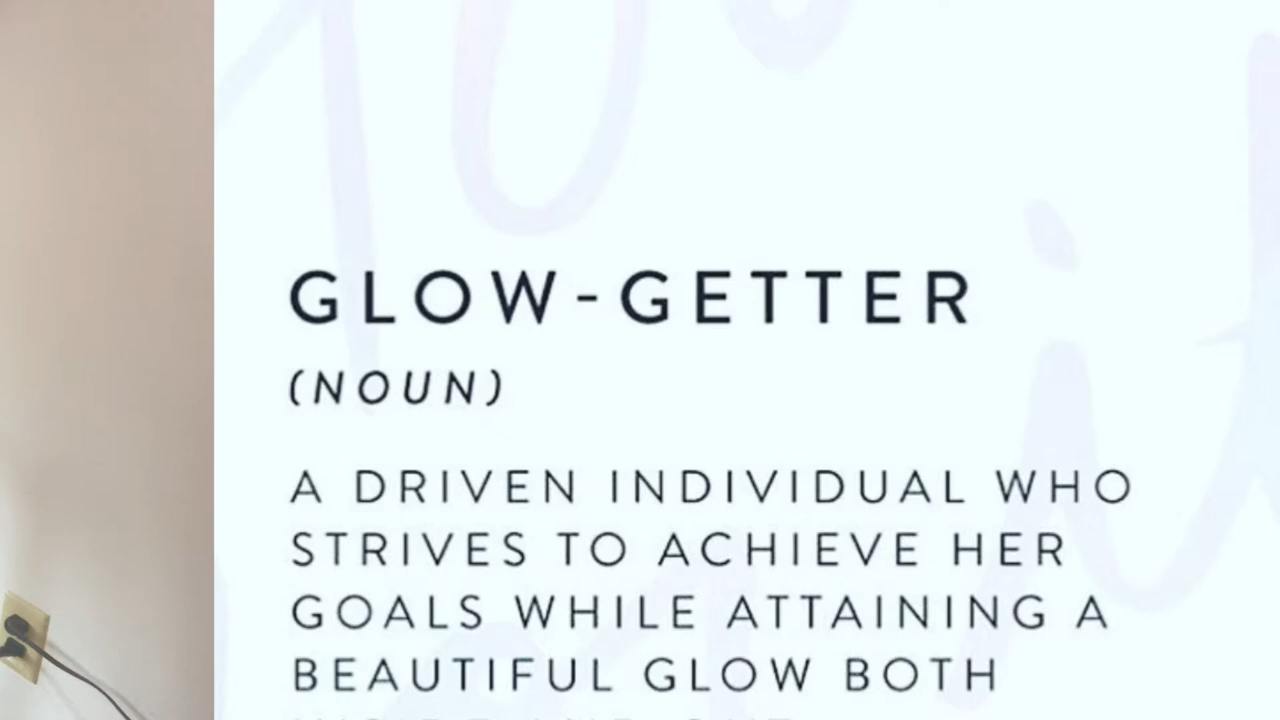 GLOW-GETTER
(NOUN)
A DRIVEN INDIVIDUAL WHO
STRIVES TO ACHIEVE HER
GOALS WHILE ATTAINING A
BEAUTIFUL GLOW BOTH